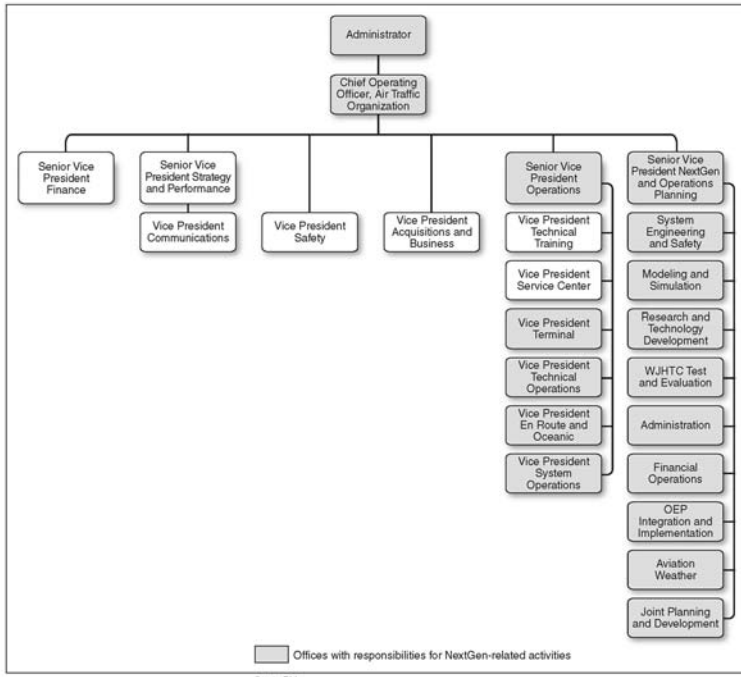 Administrator
Chief Operating
Officer, Air Traffic
Organization
Senior Vice
President
Finance
Senior Vice
President Strategy
and Performance
Senior Vice
President
Operations
Senior Vice
President NextGen
and Operations
Planning
Vice President
Communications
Vice President
Safety
Vice President
Acquisitions and
Business
Vice President
Technical
Training
Vice President
Service Center
Vice President
Terminal
Vice President
Technical
Operations
Vice President
En Route and
Oceanic
Vice President
System
Operations
System
Engineering
and Safety
Modeling and
Simulation
Research and
Technology
Development
WJHTC Test
and Evaluation
Administration
Financial
Operations
OEP
Integration and
Implementation
Aviation
Weather
Joint Planning
and Development
Offices with responsibilities for NextGen-related activities